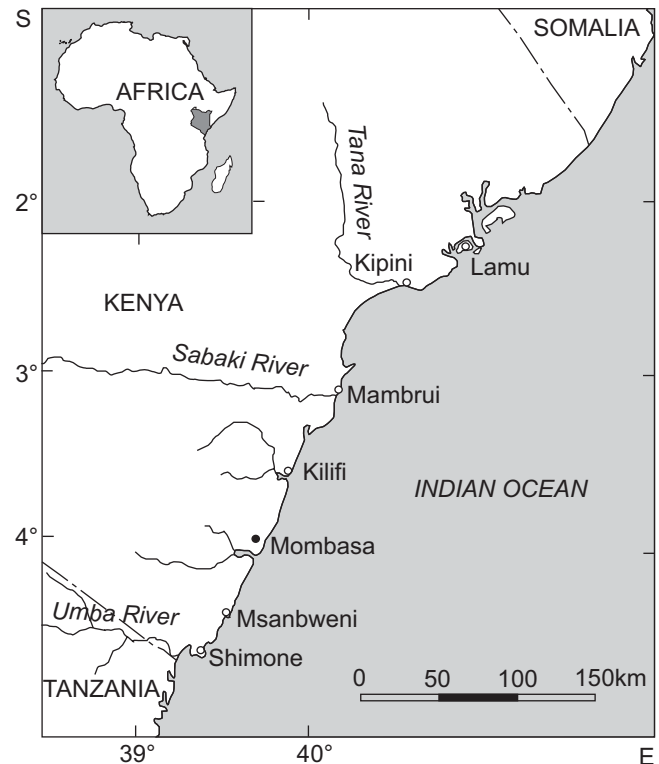 S
SOMALIA
AFRICA
Tana River
2°
Kipini
Lamu
KENYA
Sabaki River
3°
Mambrui
Kilifi
INDIAN OCEAN
4°
Mombasa
Umba River
Msanbweni
Shimone
TANZANIA
0 50 100 150km
39° 40° E